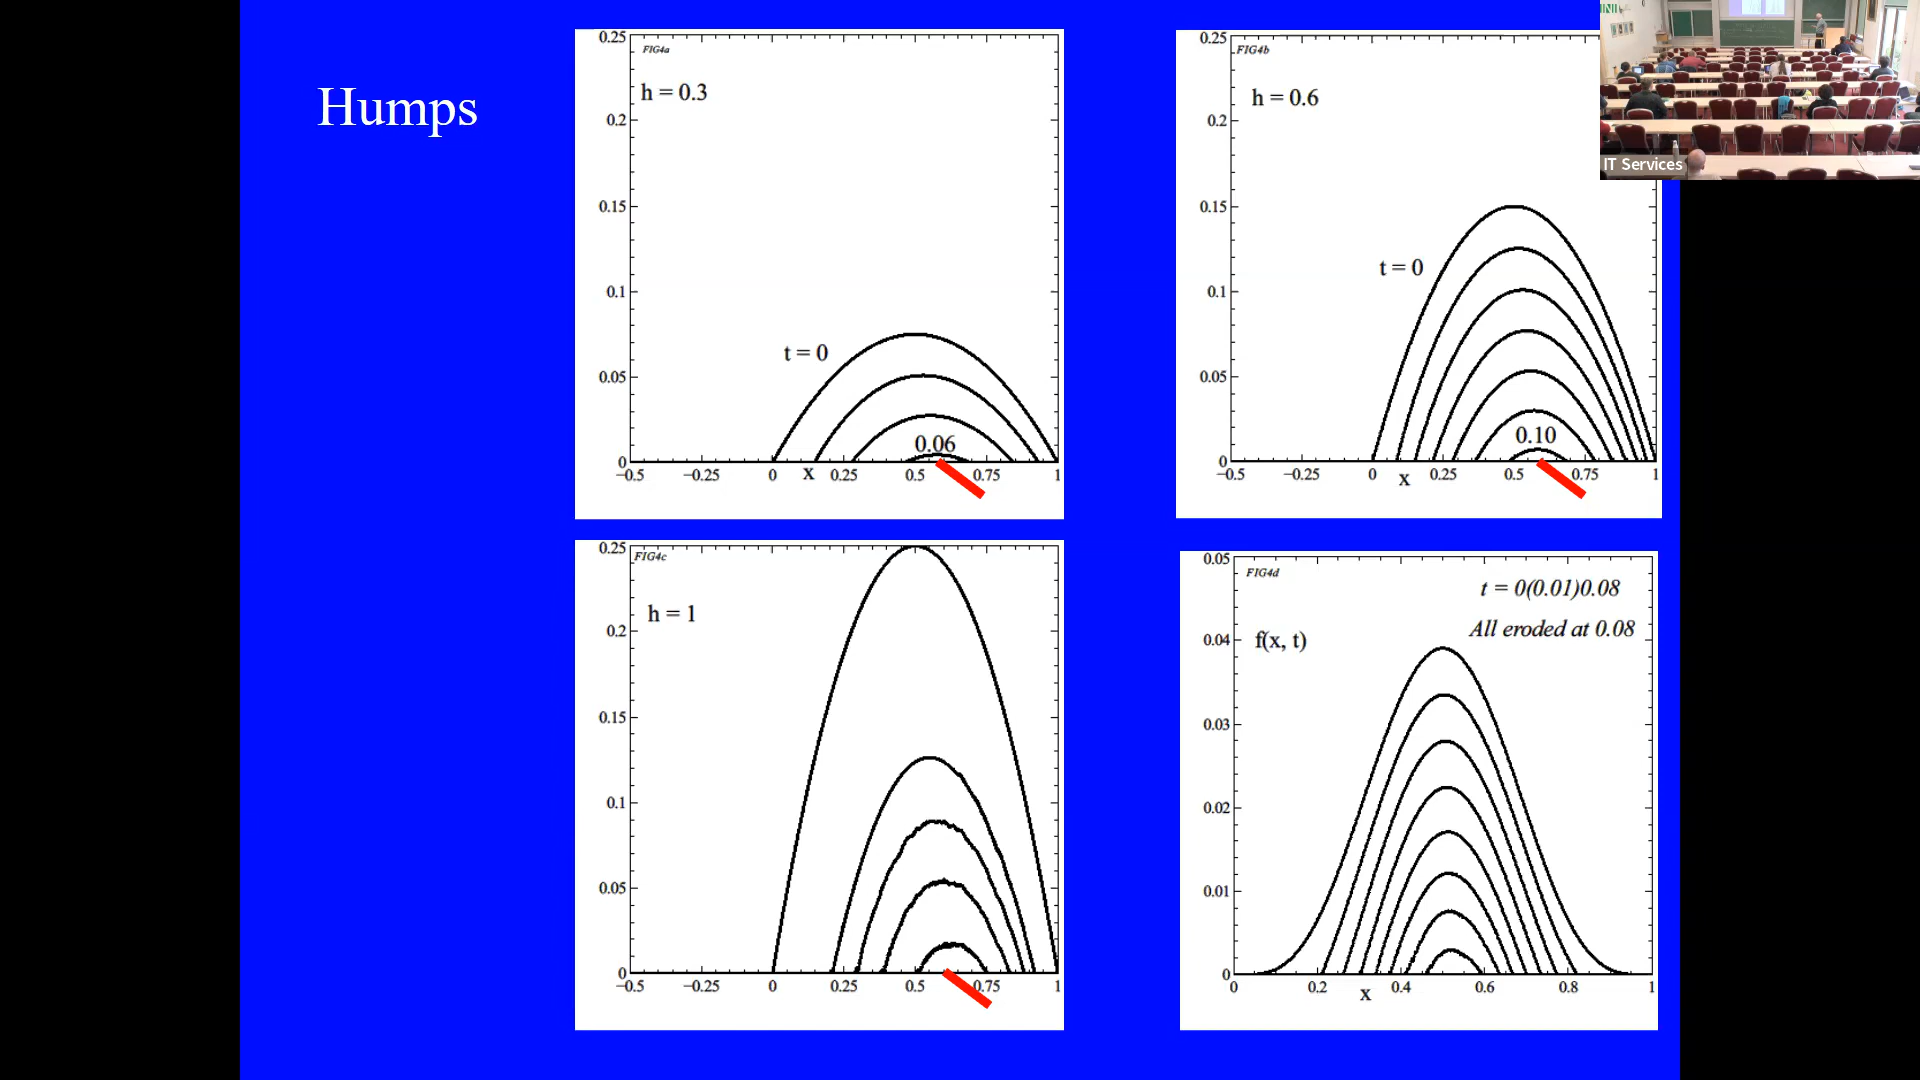 Humps
FIG4a
h = 0.3
t = 0
0.06
0.25
0.2
0.15
0.1
0.05
0
−0.5 −0.25 0 x 0.25 0.5 0.75 1
FIG4b
h = 0.6
t = 0
0.10
0.25
0.2
0.15
0.1
0.05
0
−0.5 −0.25 0 x 0.25 0.5 0.75 1
IT Services
FIG4c
h = 1
0.25
0.2
0.15
0.1
0.05
0
−0.5 −0.25 0 0.25 0.5 0.75 1
FIG4d
t = 0(0.01)0.08
All eroded at 0.08
f(x, t)
0.05
0.04
0.03
0.02
0.01
0
0 0.2 x 0.4 0.6 0.8 1